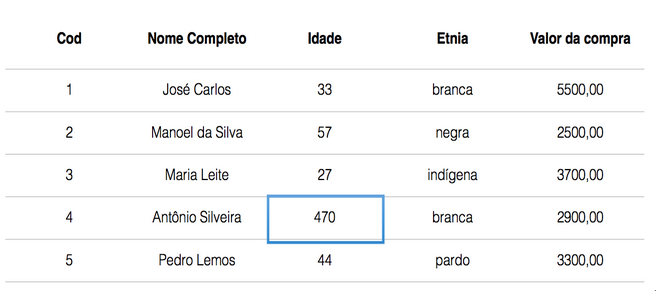 Cod Nome Completo Idade Etnia Valor da compra
1 José Carlos 33 branca 5500,00
2 Manoel da Silva 57 negra 2500,00
3 Maria Leite 27 indígena 3700,00
4 Antônio Silveira 470 branca 2900,00
5 Pedro Lemos 44 pardo 3300,00